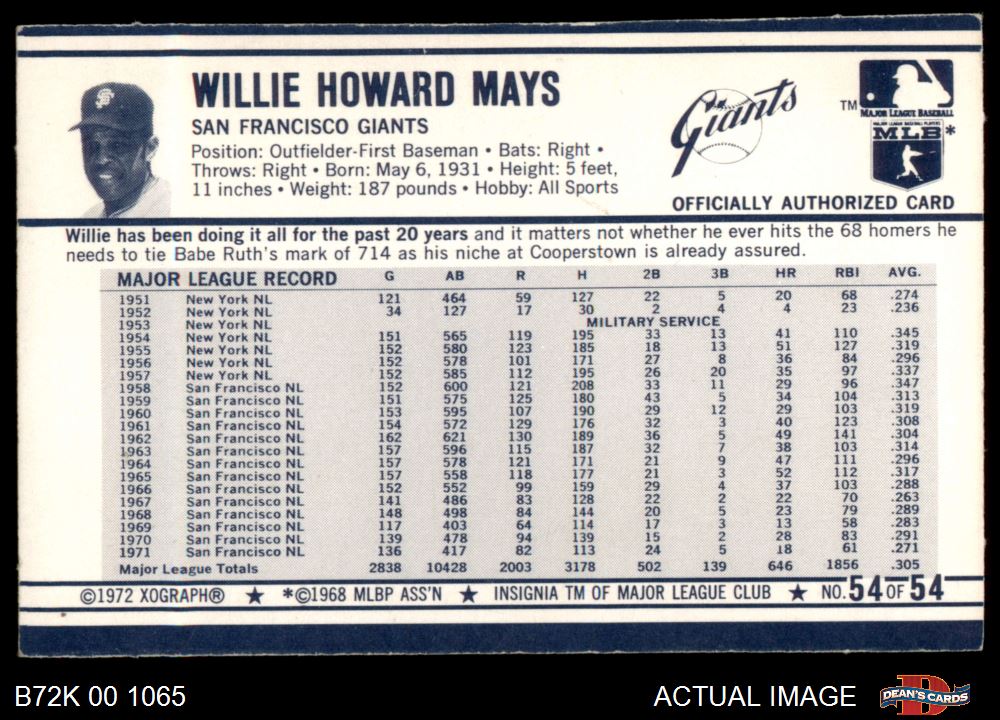 WILLIE HOWARD MAYS
SAN FRANCISCO GIANTS
Position: Outfielder-First Baseman • Bats: Right •
Throws: Right • Born: May 6, 1931 • Height: 5 feet,
11 inches • Weight: 187 pounds • Hobby: All Sports
SF
Giants
TM
MAJOR LEAGUE BASEBALL
MAJOR LEAGUE BASEBALL PLAYERS
MLB*
OFFICIALLY AUTHORIZED CARD
Willie has been doing it all for the past 20 years and it matters not whether he ever hits the 68 homers he
needs to tie Babe Ruth's mark of 714 as his niche at Cooperstown is already assured.
MAJOR LEAGUE RECORD G AB R H 2B 3B HR RBI AVG.
1951 New York NL 121 464 59 127 22 5 20 68 .274
1952 New York NL 34 127 17 30 2 4 4 23 .236
1953 New York NL MILITARY SERVICE
1954 New York NL 151 565 119 195 33 13 41 110 .345
1955 New York NL 152 580 123 185 18 13 51 127 .319
1956 New York NL 152 578 101 171 27 8 36 84 .296
1957 New York NL 152 585 112 195 26 20 35 97 .337
1958 San Francisco NL 152 600 121 208 33 11 29 96 .347
1959 San Francisco NL 151 575 125 180 43 5 34 104 .313
1960 San Francisco NL 153 595 107 190 29 12 29 103 .319
1961 San Francisco NL 154 572 129 176 32 3 40 123 .308
1962 San Francisco NL 162 621 130 189 36 5 49 141 .304
1963 San Francisco NL 157 596 115 187 32 7 38 103 .314
1964 San Francisco NL 157 578 121 171 21 9 47 111 .296
1965 San Francisco NL 157 558 118 177 21 3 52 112 .317
1966 San Francisco NL 152 552 99 159 29 4 37 103 .288
1967 San Francisco NL 141 486 83 128 22 2 22 70 .263
1968 San Francisco NL 148 498 84 144 20 5 23 79 .289
1969 San Francisco NL 117 403 64 114 17 3 13 58 .283
1970 San Francisco NL 139 478 94 139 15 2 28 83 .291
1971 San Francisco NL 136 417 82 113 24 5 18 61 .271
Major League Totals 2838 10428 2003 3178 502 139 646 1856 .305
©1972 XOGRAPH® ★ *©1968 MLBP ASS'N ★ INSIGNIA TM OF MAJOR LEAGUE CLUB ★ NO. 54 OF 54
B72K 00 1065
ACTUAL IMAGE
DEAN'S CARDS